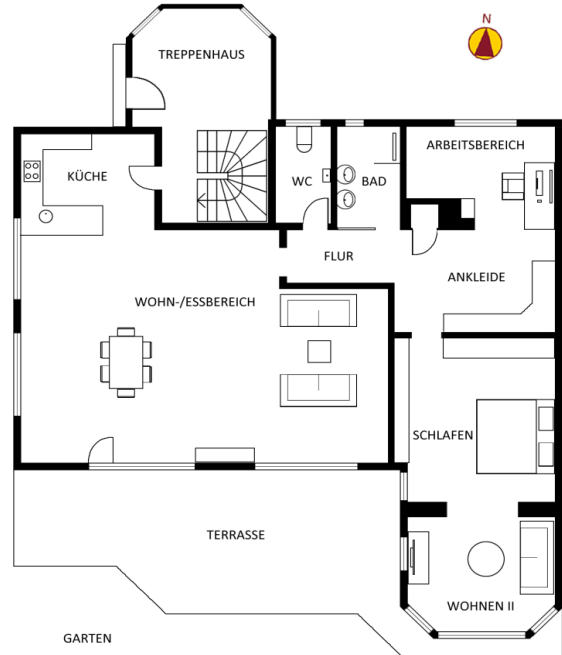 N
TREPPENHAUS
ARBEITSBEREICH
KÜCHE
WC
BAD
FLUR
ANKLEIDE
WOHN-/ESSBEREICH
SCHLAFEN
TERRASSE
WOHNEN II
GARTEN